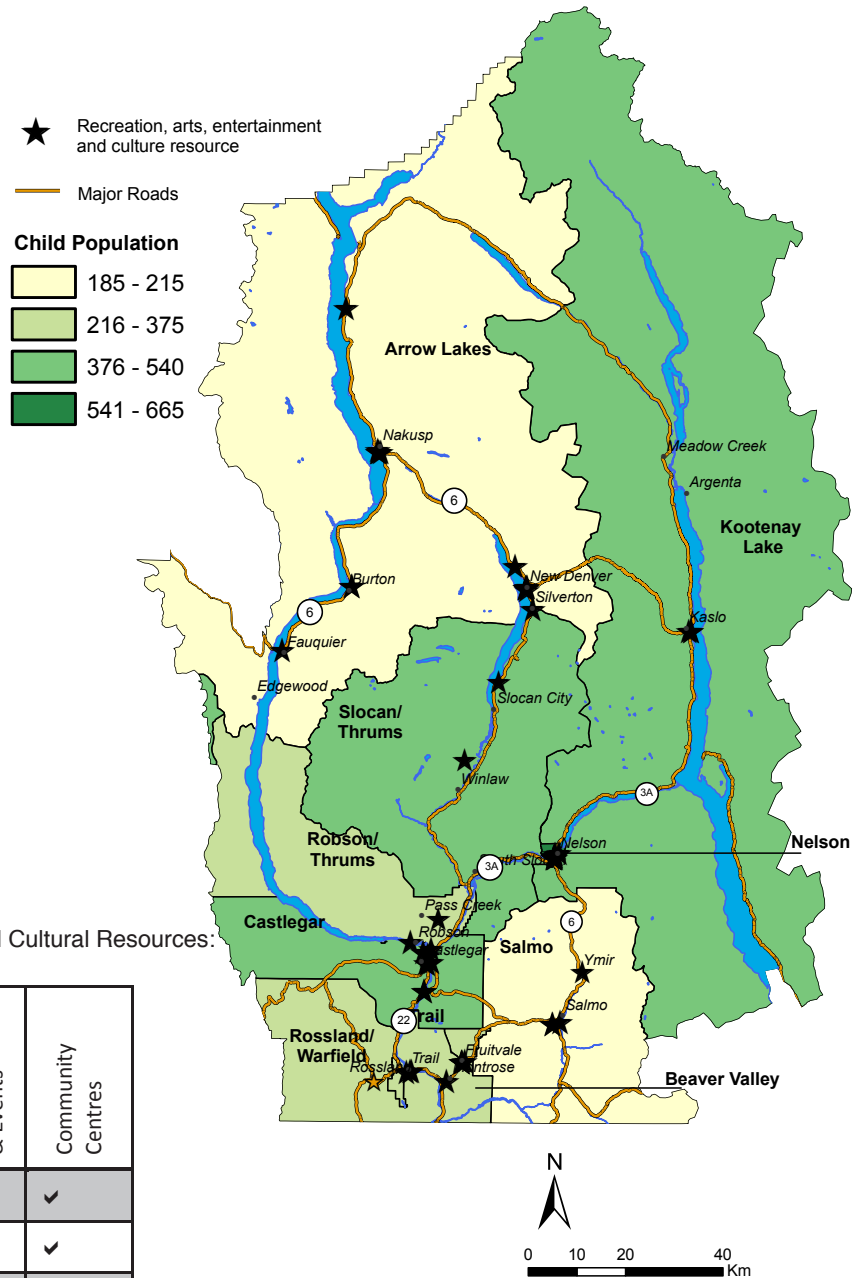 Recreation, arts, entertainment
and culture resource
Major Roads
Child Population
185 - 215
216 - 375
376 - 540
541 - 665
Arrow Lakes
Nakusp
6
Meadow Creek
Argenta
Kootenay
Lake
Burton
6
New Denver
Silverton
Kaslo
Fauquier
Edgewood
Slocan City
Slocan/
Thrums
Winlaw
3A
Robson/
Thrums
Nelson
Nelson
3A
Pass Creek
Castlegar
Robson
Castlegar
6
Salmo
Ymir
l Cultural Resources:
Salmo
22
Trail
Rossland/
Warfield
Rossland
Trail
Fruitvale
ontrose
Beaver Valley
& Events
Community
Centres
✓
✓
N
0 10 20 40
Km